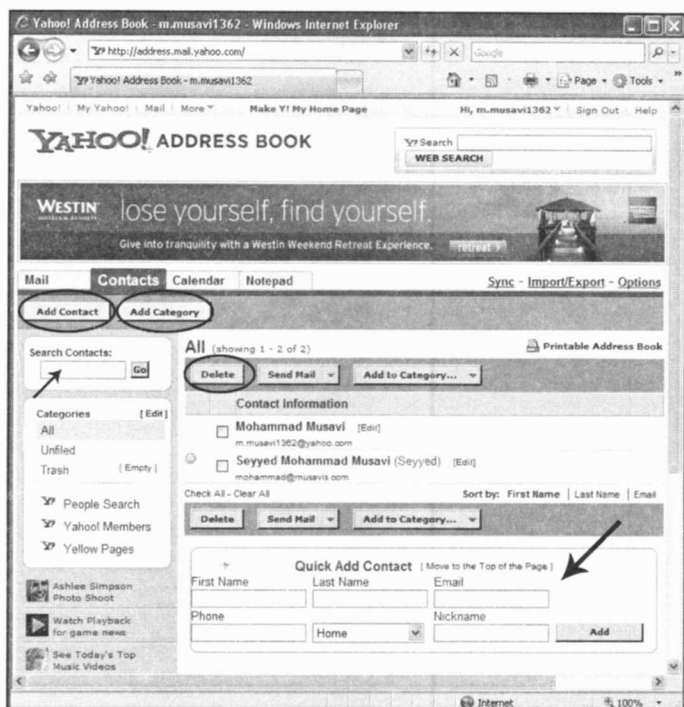 Yahoo! Address Book - m.musavi1362 - Windows Internet Explorer
http://address.mail.yahoo.com/
Google
Yahoo! Address Book - m.musavi1362
Page Tools
Yahoo! My Yahoo! Mail More Make Y! My Home Page Hi, m.musavi1362 Sign Out Help
YAHOO! ADDRESS BOOK
Search
WEB SEARCH
WESTIN
lose yourself, find yourself.
Give into tranquility with a Westin Weekend Retreat Experience. retreat >
Mail Contacts Calendar Notepad Sync - Import/Export - Options
Add Contact Add Category
Search Contacts:
Go
Categories [Edit]
All
Unfiled
Trash [Empty]
People Search
Yahoo! Members
Yellow Pages
Ashlee Simpson
Photo Shoot
Watch Playback
for game news
See Today's Top
Music Videos
All (showing 1 - 2 of 2) Printable Address Book
Delete Send Mail Add to Category...
Contact Information
Mohammad Musavi [Edit]
m.musavi1362@yahoo.com
Seyyed Mohammad Musavi (Seyyed) [Edit]
mohammad@musavis.com
Check All - Clear All Sort by: First Name | Last Name | Email
Delete Send Mail Add to Category...
Quick Add Contact [Move to the Top of the Page]
First Name Last Name Email
Phone Nickname
Home Add
Internet 100%